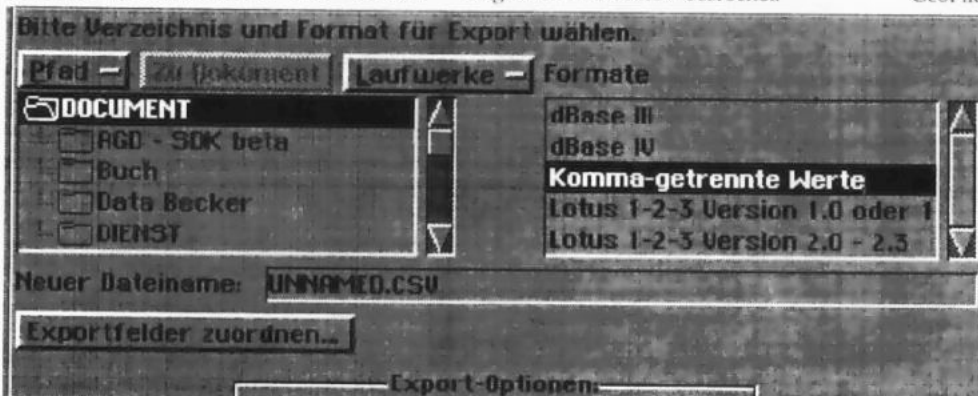 Bitte Verzeichnis und Format für Export wählen.
Pfad Zu Dokument Laufwerke Formate
DOCUMENT
AGD - SDK beta
Buch
Data Becker
DIENST
dBase III
dBase IV
Komma-getrennte Werte
Lotus 1-2-3 Version 1.0 oder 1
Lotus 1-2-3 Version 2.0 - 2.3
Neuer Dateiname: UNNAMED.CSV
Exportfelder zuordnen...
Export-Optionen: